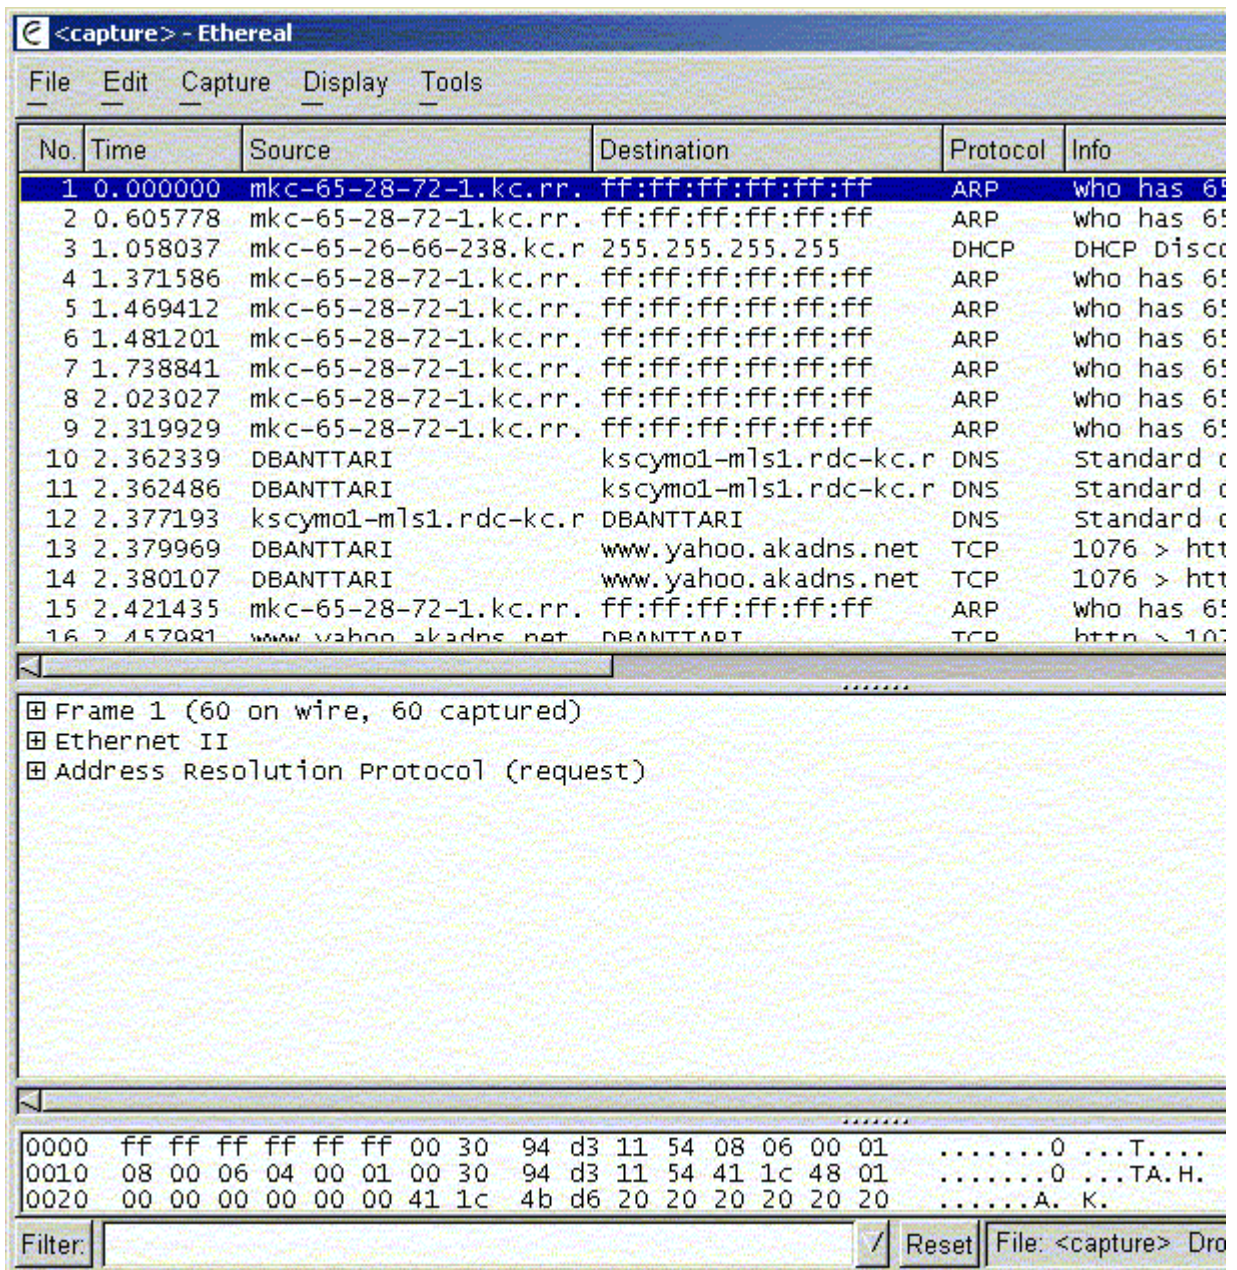 <capture> - Ethereal
File Edit Capture Display Tools
No. Time Source Destination Protocol Info
1 0.000000 mkc-65-28-72-1.kc.rr. ff:ff:ff:ff:ff:ff ARP Who has 65
2 0.605778 mkc-65-28-72-1.kc.rr. ff:ff:ff:ff:ff:ff ARP Who has 65
3 1.058037 mkc-65-26-66-238.kc.r 255.255.255.255 DHCP DHCP Disco
4 1.371586 mkc-65-28-72-1.kc.rr. ff:ff:ff:ff:ff:ff ARP Who has 65
5 1.469412 mkc-65-28-72-1.kc.rr. ff:ff:ff:ff:ff:ff ARP Who has 65
6 1.481201 mkc-65-28-72-1.kc.rr. ff:ff:ff:ff:ff:ff ARP Who has 65
7 1.738841 mkc-65-28-72-1.kc.rr. ff:ff:ff:ff:ff:ff ARP Who has 65
8 2.023027 mkc-65-28-72-1.kc.rr. ff:ff:ff:ff:ff:ff ARP Who has 65
9 2.319929 mkc-65-28-72-1.kc.rr. ff:ff:ff:ff:ff:ff ARP Who has 65
10 2.362339 DBANTTARI kscymo1-mls1.rdc-kc.r DNS Standard
11 2.362486 DBANTTARI kscymo1-mls1.rdc-kc.r DNS Standard
12 2.377193 kscymo1-mls1.rdc-kc.r DBANTTARI DNS Standard
13 2.379969 DBANTTARI www.yahoo.akadns.net TCP 1076 > htt
14 2.380107 DBANTTARI www.yahoo.akadns.net TCP 1076 > htt
15 2.421435 mkc-65-28-72-1.kc.rr. ff:ff:ff:ff:ff:ff ARP Who has 65
16 2.457981 www.yahoo.akadns.net DBANTTARI TCP http > 107
Frame 1 (60 on wire, 60 captured)
Ethernet II
Address Resolution Protocol (request)
0000 ff ff ff ff ff ff 00 30 94 d3 11 54 08 06 00 01 .......0 ...T....
0010 08 00 06 04 00 01 00 30 94 d3 11 54 41 1c 48 01 .......0 ...TA.H.
0020 00 00 00 00 00 00 41 1c 4b d6 20 20 20 20 20 20 ......A. K.
Filter: Reset File: <capture> Dro